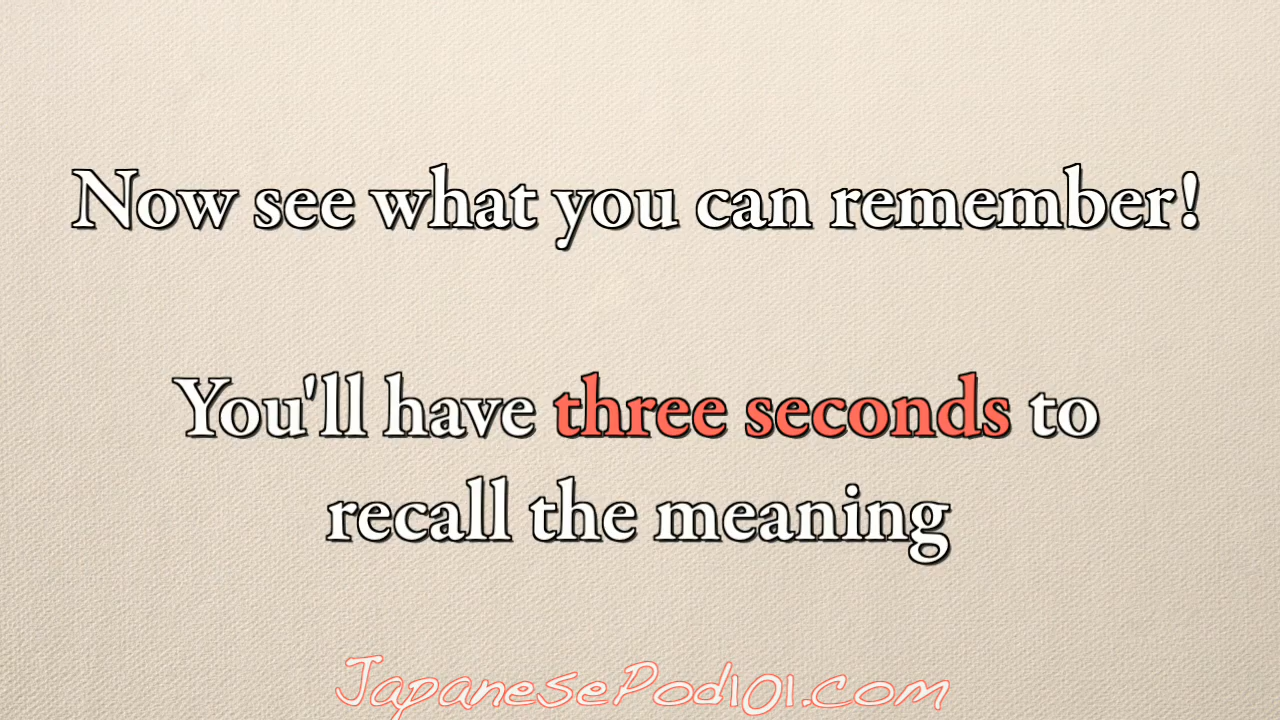 Now see what you can remember!
You'll have three seconds to
recall the meaning
JapanesePod101.com